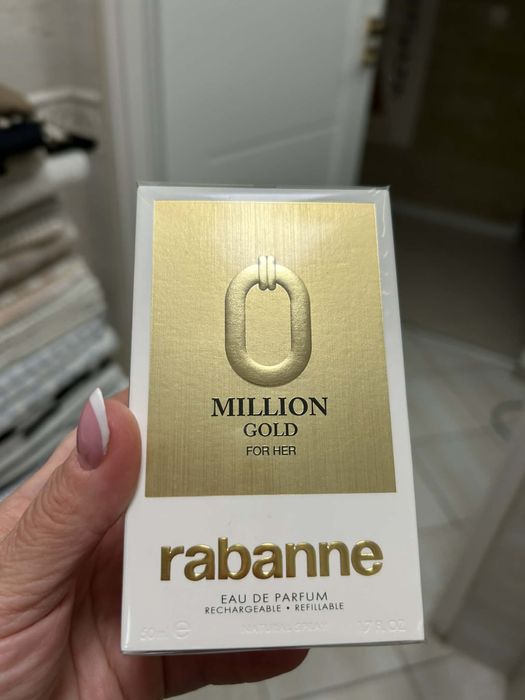 MILLION
GOLD
FOR HER
rabanne
EAU DE PARFUM
RECHARGEABLE • REFILLABLE
50ml ℮ NATURAL SPRAY 1.7 FL.OZ